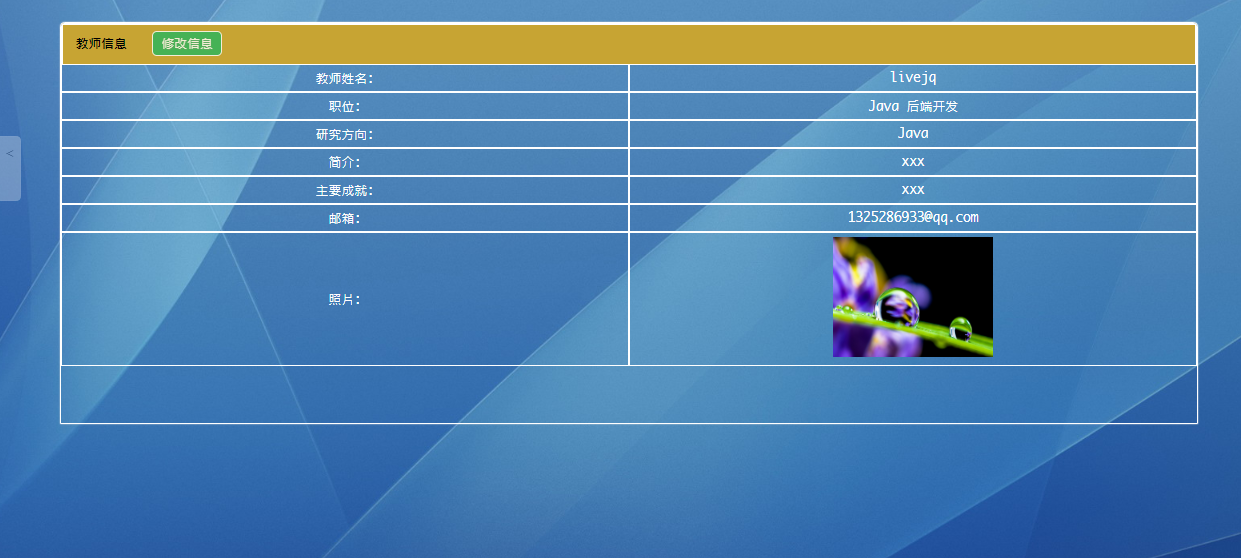 教师信息 修改信息
教师姓名: livejq
职位: Java 后端开发
<
研究方向: Java
简介: xxx
主要成就: xxx
邮箱: 1325286933@qq.com
照片: